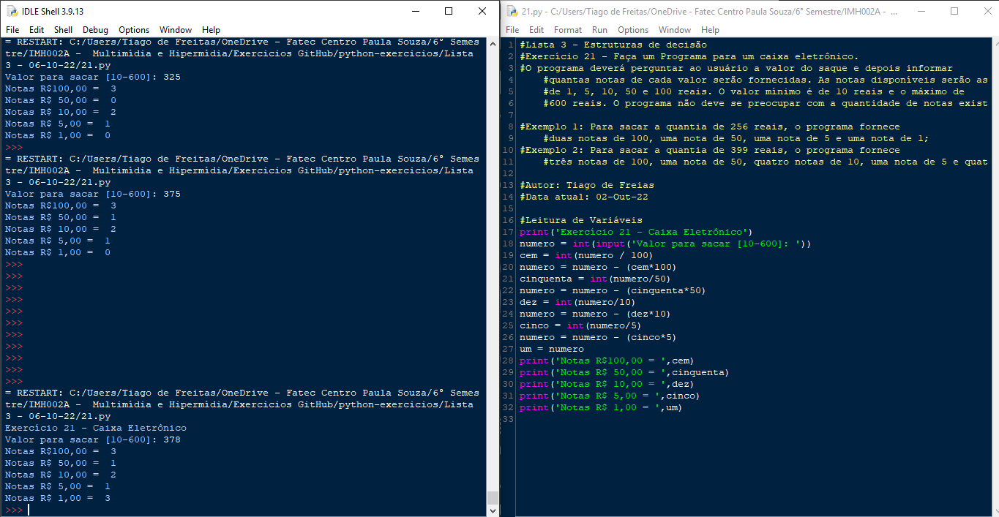 IDLE Shell 3.9.13
File Edit Shell Debug Options Window Help
= RESTART: C:/Users/Tiago de Freitas/OneDrive - Fatec Centro Paula Souza/6° Semes
tre/IMH002A -  Multimídia e Hipermídia/Exercicios GitHub/python-exercicios/Lista
3 - 06-10-22/21.py
Valor para sacar [10-600]: 325
Notas R$100,00 =  3
Notas R$ 50,00 =  0
Notas R$ 10,00 =  2
Notas R$ 5,00 =  1
Notas R$ 1,00 =  0
>>>
= RESTART: C:/Users/Tiago de Freitas/OneDrive - Fatec Centro Paula Souza/6° Semes
tre/IMH002A -  Multimídia e Hipermídia/Exercicios GitHub/python-exercicios/Lista
3 - 06-10-22/21.py
Valor para sacar [10-600]: 375
Notas R$100,00 =  3
Notas R$ 50,00 =  1
Notas R$ 10,00 =  2
Notas R$ 5,00 =  1
Notas R$ 1,00 =  0
>>>
>>>
>>>
>>>
>>>
>>>
>>>
>>>
>>>
>>>
>>>
= RESTART: C:/Users/Tiago de Freitas/OneDrive - Fatec Centro Paula Souza/6° Semes
tre/IMH002A -  Multimídia e Hipermídia/Exercicios GitHub/python-exercicios/Lista
3 - 06-10-22/21.py
Exercício 21 - Caixa Eletrônico
Valor para sacar [10-600]: 378
Notas R$100,00 =  3
Notas R$ 50,00 =  1
Notas R$ 10,00 =  2
Notas R$ 5,00 =  1
Notas R$ 1,00 =  3
>>>
21.py - C:/Users/Tiago de Freitas/OneDrive - Fatec Centro Paula Souza/6° Semestre/IMH002A - ...
File Edit Format Run Options Window Help
1 #Lista 3 - Estruturas de decisão
2 #Exercício 21 - Faça um Programa para um caixa eletrônico.
3 #O programa deverá perguntar ao usuário a valor do saque e depois informar
4     #quantas notas de cada valor serão fornecidas. As notas disponíveis serão as
5     #de 1, 5, 10, 50 e 100 reais. O valor mínimo é de 10 reais e o máximo de
6     #600 reais. O programa não deve se preocupar com a quantidade de notas exist
7
8 #Exemplo 1: Para sacar a quantia de 256 reais, o programa fornece
9     #duas notas de 100, uma nota de 50, uma nota de 5 e uma nota de 1;
10 #Exemplo 2: Para sacar a quantia de 399 reais, o programa fornece
11     #três notas de 100, uma nota de 50, quatro notas de 10, uma nota de 5 e quat
12
13 #Autor: Tiago de Freias
14 #Data atual: 02-Out-22
15
16 #Leitura de Variáveis
17 print('Exercício 21 - Caixa Eletrônico')
18 numero = int(input('Valor para sacar [10-600]: '))
19 cem = int(numero / 100)
20 numero = numero - (cem*100)
21 cinquenta = int(numero/50)
22 numero = numero - (cinquenta*50)
23 dez = int(numero/10)
24 numero = numero - (dez*10)
25 cinco = int(numero/5)
26 numero = numero - (cinco*5)
27 um = numero
28 print('Notas R$100,00 = ',cem)
29 print('Notas R$ 50,00 = ',cinquenta)
30 print('Notas R$ 10,00 = ',dez)
31 print('Notas R$ 5,00 = ',cinco)
32 print('Notas R$ 1,00 = ',um)
33